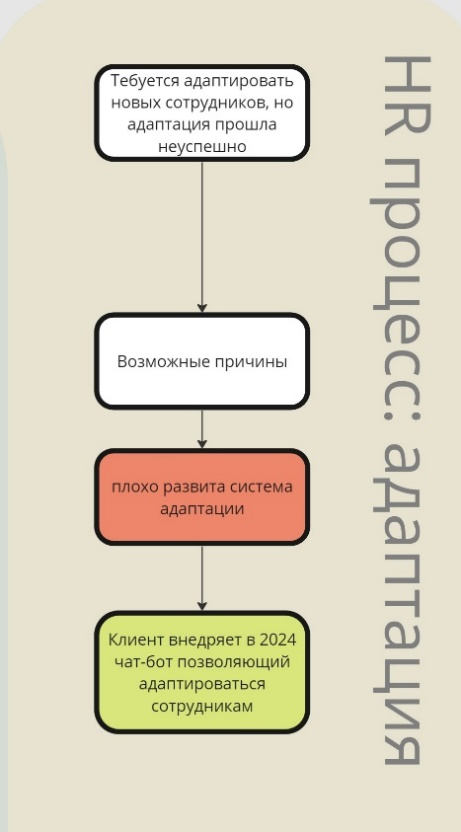 Тебуется адаптировать
новых сотрудников, но
адаптация прошла
неуспешно
Возможные причины
плохо развита система
адаптации
Клиент внедряет в 2024
чат-бот позволяющий
адаптироваться
сотрудникам
HR процесс: адаптация